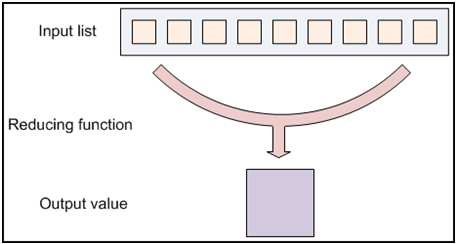 Input list
Reducing function
Output value